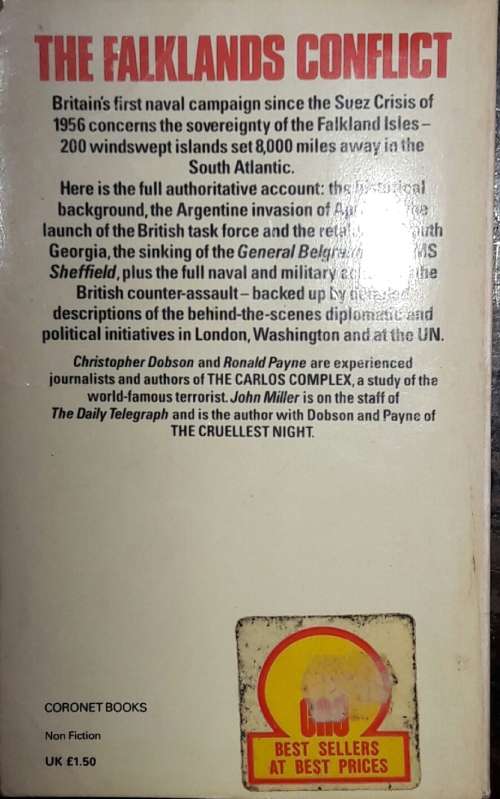 THE FALKLANDS CONFLICT
Britain's first naval campaign since the Suez Crisis of
1956 concerns the sovereignty of the Falkland Isles –
200 windswept islands set 8,000 miles away in the
South Atlantic.
Here is the full authoritative account: the historical
background, the Argentine invasion of
launch of the British task force and the
Georgia, the sinking of the General
Sheffield, plus the full naval and military
British counter-assault – backed up by
descriptions of the behind-the-scenes diplomatic and
political initiatives in London, Washington and at the UN.
Christopher Dobson and Ronald Payne are experienced
journalists and authors of THE CARLOS COMPLEX, a study of the
world-famous terrorist. John Miller is on the staff of
The Daily Telegraph and is the author with Dobson and Payne of
THE CRUELLEST NIGHT.
CORONET BOOKS
Non Fiction
UK £1.50
BEST SELLERS
AT BEST PRICES